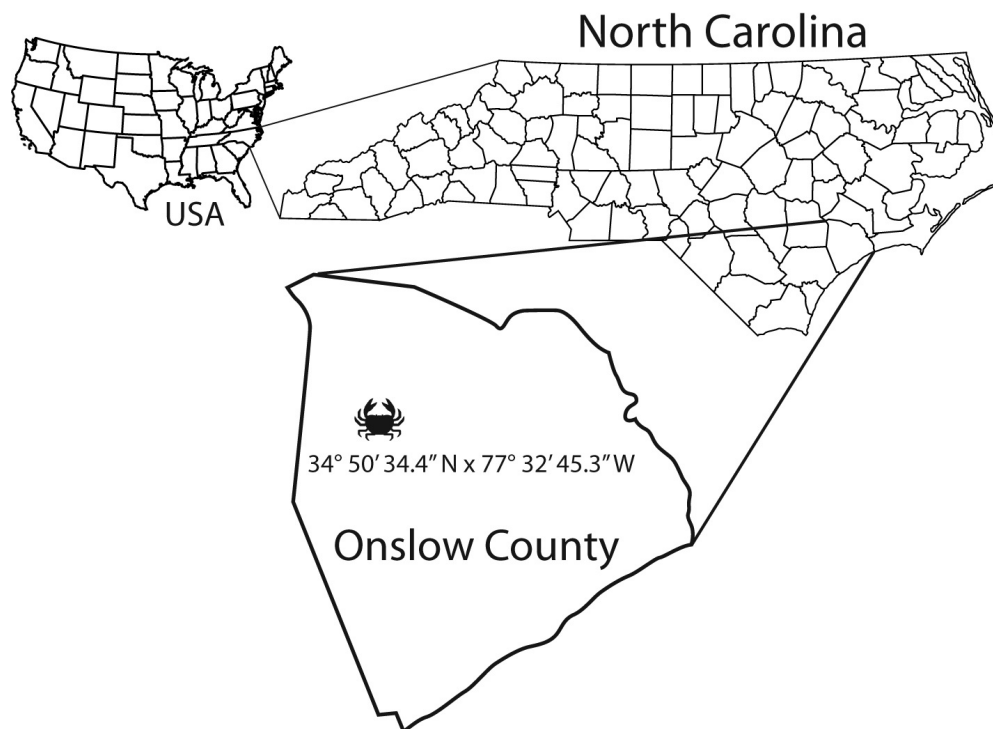 North Carolina
USA
34° 50’ 34.4” N x 77° 32’ 45.3” W
Onslow County